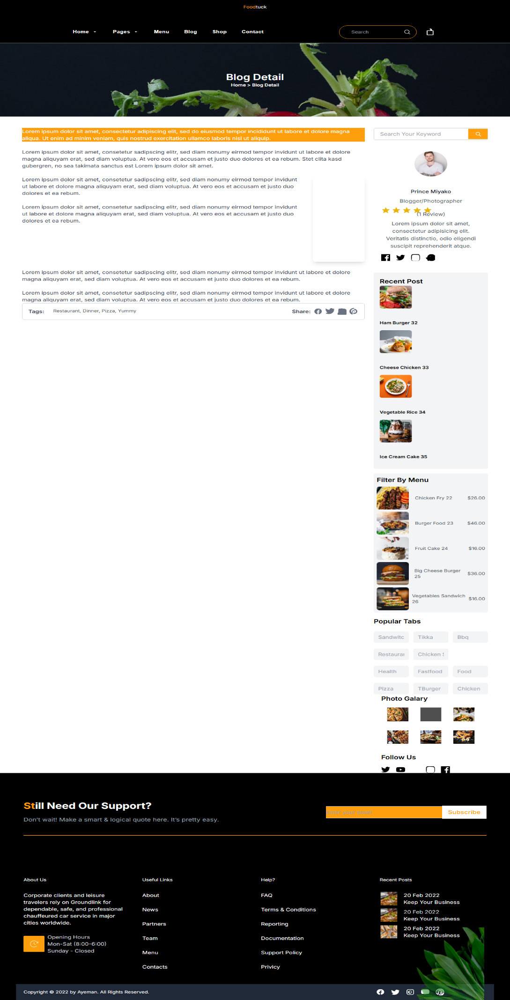 Foodtuck
Home Pages Menu Blog Shop Contact Search
Blog Detail
Home > Blog Detail
Lorem ipsum dolor sit amet, consectetur adipiscing elit, sed do eiusmod tempor incididunt ut labore et dolore magna
aliqua. Ut enim ad minim veniam, quis nostrud exercitation ullamco laboris nisi ut aliquip.
Lorem ipsum dolor sit amet, consetetur sadipscing elitr, sed diam nonumy eirmod tempor invidunt ut labore et dolore
magna aliquyam erat, sed diam voluptua. At vero eos et accusam et justo duo dolores et ea rebum. Stet clita kasd
gubergren, no sea takimata sanctus est Lorem ipsum dolor sit amet.
Lorem ipsum dolor sit amet, consetetur sadipscing elitr, sed diam nonumy eirmod tempor invidunt
ut labore et dolore magna aliquyam erat, sed diam voluptua. At vero eos et accusam et justo duo
dolores et ea rebum.
Lorem ipsum dolor sit amet, consetetur sadipscing elitr, sed diam nonumy eirmod tempor invidunt
ut labore et dolore magna aliquyam erat, sed diam voluptua. At vero eos et accusam et justo duo
dolores et ea rebum.
Lorem ipsum dolor sit amet, consetetur sadipscing elitr, sed diam nonumy eirmod tempor invidunt ut labore et dolore
magna aliquyam erat, sed diam voluptua. At vero eos et accusam et justo duo dolores et ea rebum.
Lorem ipsum dolor sit amet, consetetur sadipscing elitr, sed diam nonumy eirmod tempor invidunt ut labore et dolore
magna aliquyam erat, sed diam voluptua. At vero eos et accusam et justo duo dolores et ea rebum.
Tags: Restaurant, Dinner, Pizza, Yummy Share:
Search Your Keyword
Prince Miyako
Blogger/Photographer
(1 Review)
Lorem ipsum dolor sit amet,
consectetur adipisicing elit.
Veritatis distinctio, odio eligendi
suscipit reprehenderit atque.
Recent Post
Ham Burger 32
Cheese Chicken 33
Vegetable Rice 34
Ice Cream Cake 35
Filter By Menu
Chicken Fry 22 $26.00
Burger Food 23 $46.00
Fruit Cake 24 $16.00
Big Cheese Burger
25 $36.00
Vegetables Sandwich
26 $16.00
Popular Tabs
Sandwitc Tikka Bbq
Restaurar Chicken S
Health Fastfood Food
Pizza TBurger Chicken
Photo Galary
Follow Us
Still Need Our Support?
Don't wait! Make a smart & logical quote here. It's pretty easy.
Enter your email Subscribe
About Us
Corporate clients and leisure
travelers rely on Groundlink for
dependable, safe, and professional
chauffeured car service in major
cities worldwide.
Opening Hours
Mon-Sat (8:00-6:00)
Sunday - Closed
Useful Links
About
News
Partners
Team
Menu
Contacts
Help?
FAQ
Terms & Conditions
Reporting
Documentation
Support Policy
Privicy
Recent Posts
20 Feb 2022
Keep Your Business
20 Feb 2022
Keep Your Business
20 Feb 2022
Keep Your Business
Copyright © 2022 by Ayeman. All Rights Reserved.